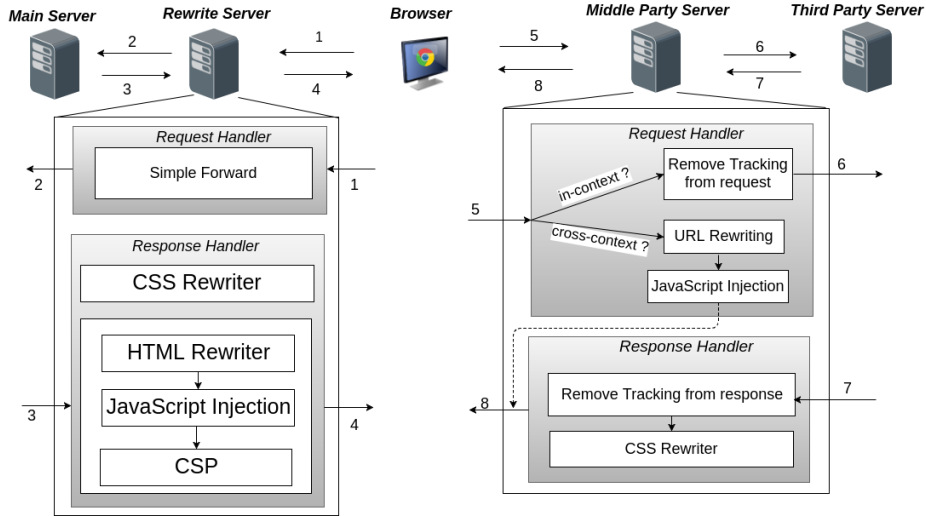 Main Server
Rewrite Server
Browser
Middle Party Server
Third Party Server
2
3
1
4
5
8
6
7
Request Handler
Simple Forward
2
1
Response Handler
CSS Rewriter
HTML Rewriter
JavaScript Injection
CSP
3
4
Request Handler
Remove Tracking
from request
in-context ?
cross-context ?
URL Rewriting
JavaScript Injection
5
6
Response Handler
Remove Tracking from response
CSS Rewriter
7
8